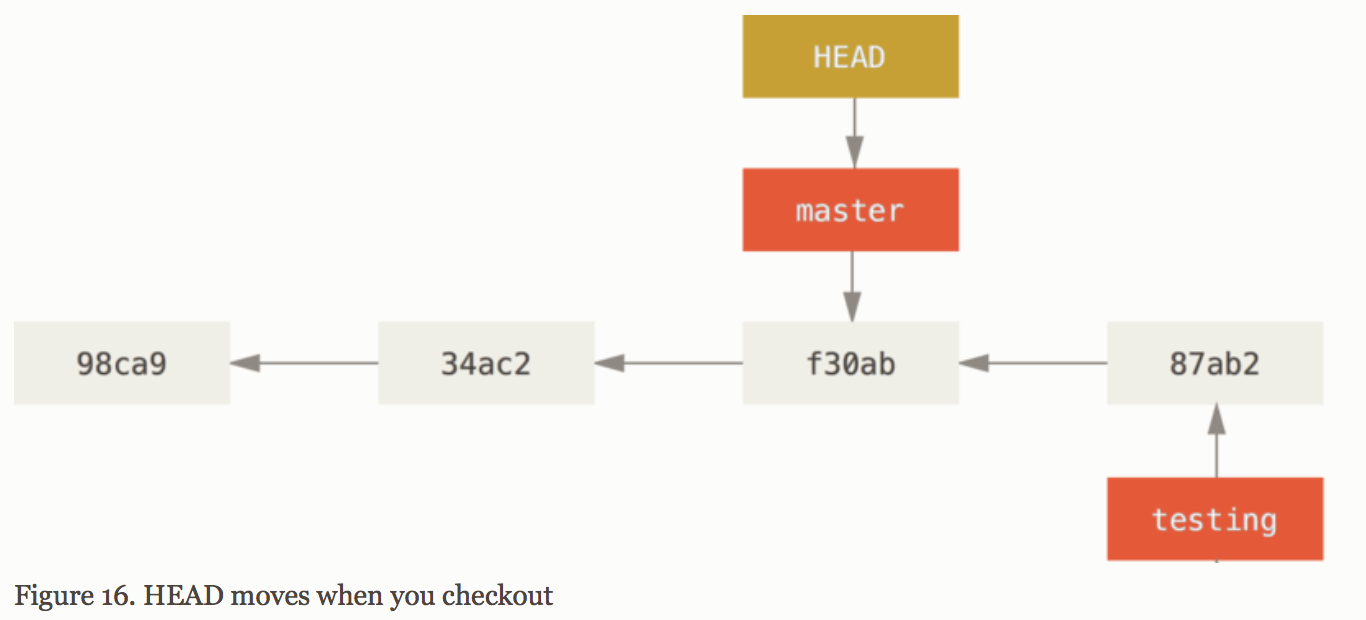 HEAD
master
98ca9
34ac2
f30ab
87ab2
testing
Figure 16. HEAD moves when you checkout